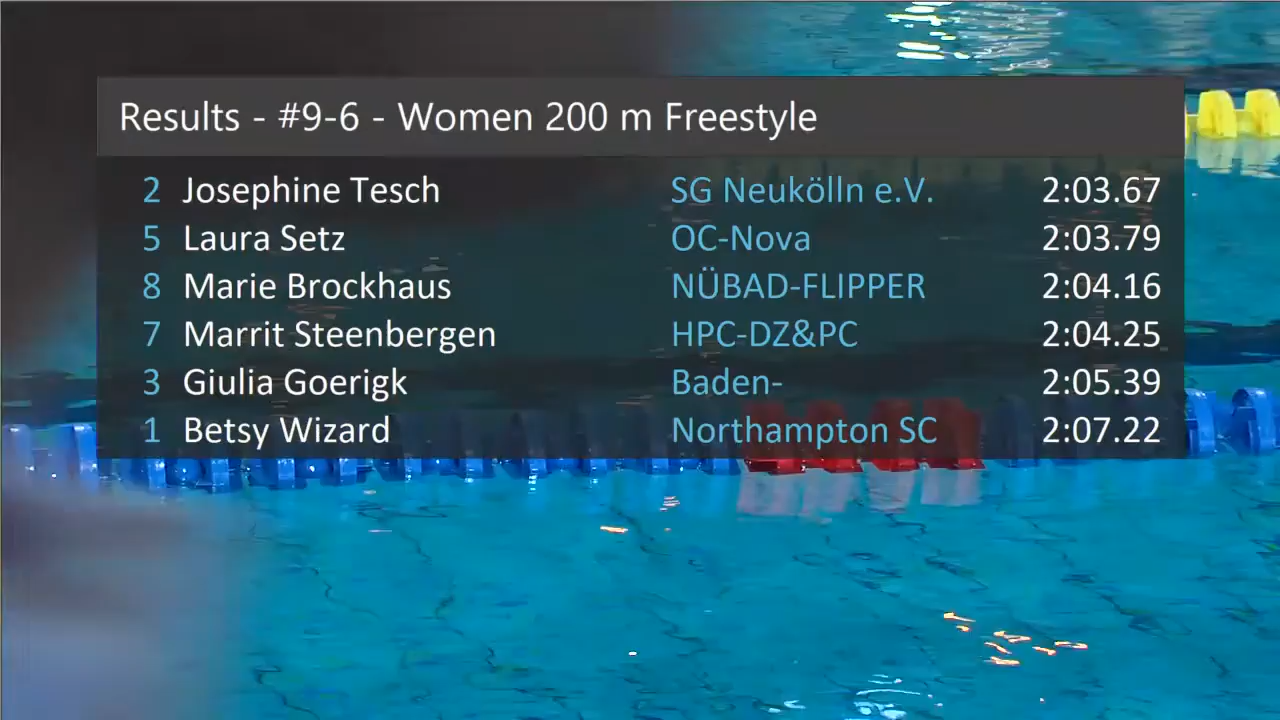 Results - #9-6 - Women 200 m Freestyle
2 Josephine Tesch SG Neukölln e.V. 2:03.67
5 Laura Setz OC-Nova 2:03.79
8 Marie Brockhaus NÜBAD-FLIPPER 2:04.16
7 Marrit Steenbergen HPC-DZ&PC 2:04.25
3 Giulia Goerigk Baden- 2:05.39
1 Betsy Wizard Northampton SC 2:07.22